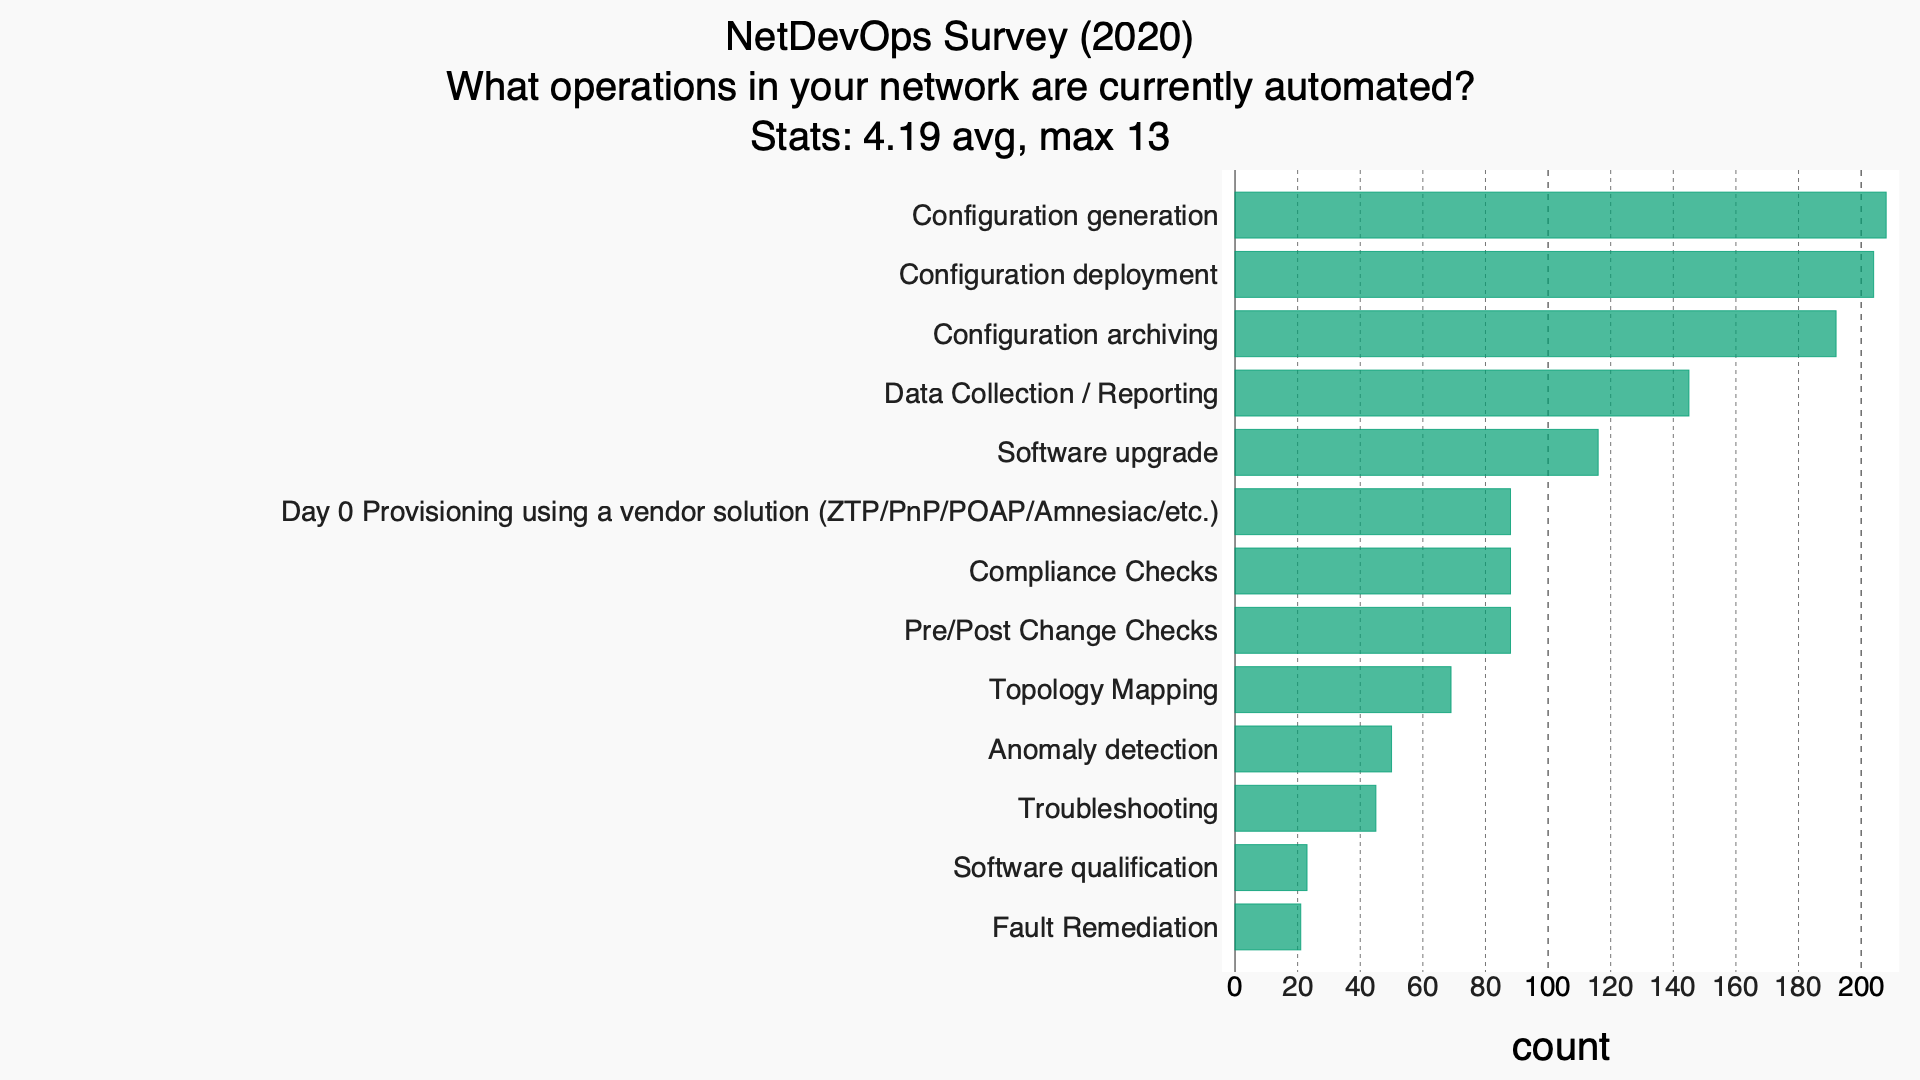 NetDevOps Survey (2020)
What operations in your network are currently automated?
Stats: 4.19 avg, max 13
Configuration generation
Configuration deployment
Configuration archiving
Data Collection / Reporting
Software upgrade
Day 0 Provisioning using a vendor solution (ZTP/PnP/POAP/Amnesiac/etc.)
Compliance Checks
Pre/Post Change Checks
Topology Mapping
Anomaly detection
Troubleshooting
Software qualification
Fault Remediation
0 20 40 60 80 100 120 140 160 180 200
count